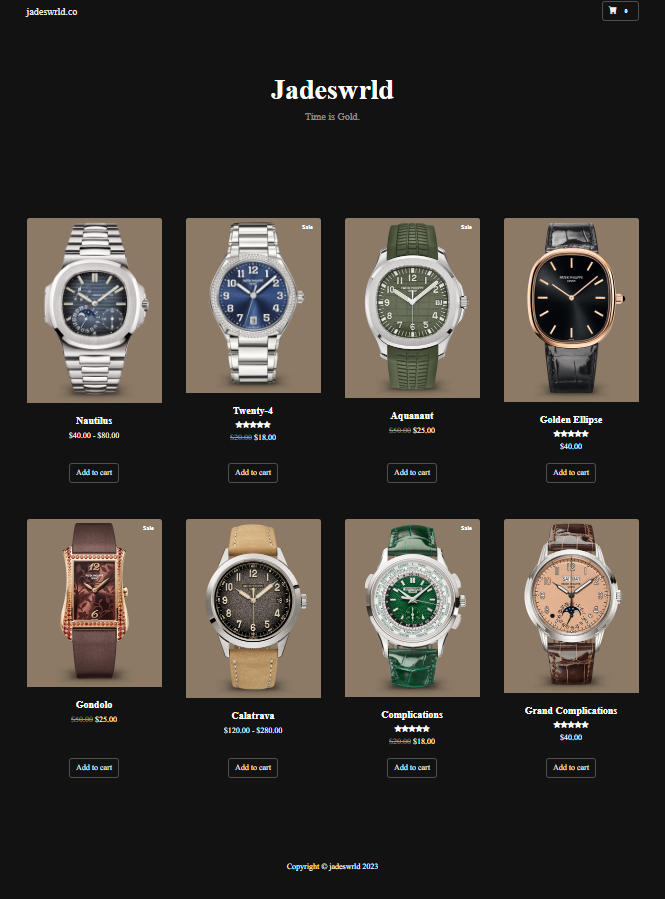 jadeswrld.co
0
Jadeswrld
Time is Gold.
Sale
Sale
Nautilus
$40.00 - $80.00
Add to cart
Twenty-4
$20.00 $18.00
Add to cart
Aquanaut
$50.00 $25.00
Add to cart
Golden Ellipse
$40.00
Add to cart
Sale
Sale
Gondolo
$50.00 $25.00
Add to cart
Calatrava
$120.00 - $280.00
Add to cart
Complications
$20.00 $18.00
Add to cart
Grand Complications
$40.00
Add to cart
Copyright © jadeswrld 2023